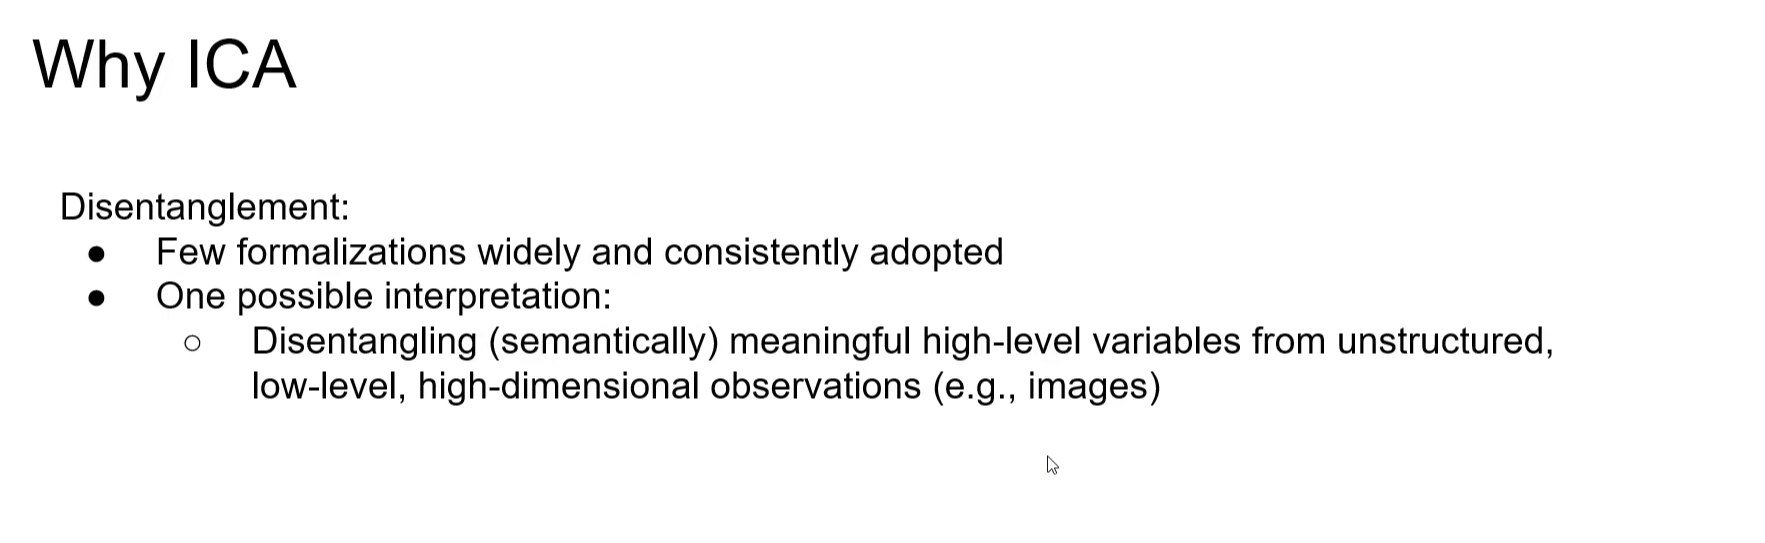 Why ICA
Disentanglement:
● Few formalizations widely and consistently adopted
● One possible interpretation:
○ Disentangling (semantically) meaningful high-level variables from unstructured,
low-level, high-dimensional observations (e.g., images)